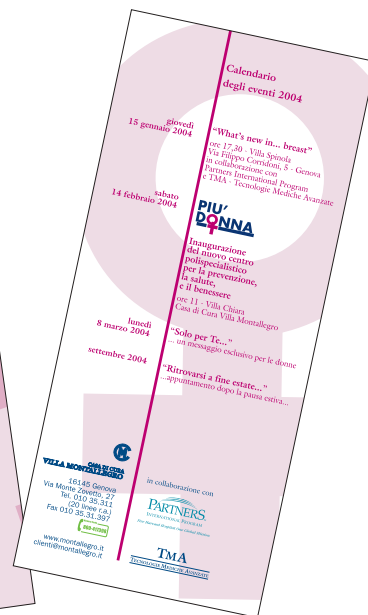 Calendario
degli eventi 2004
giovedì
15 gennaio 2004
“What’s new in... breast”
ore 17,30 - Villa Spinola
Via Filippo Corridoni, 5 - Genova
in collaborazione con
Partners International Program
e TMA - Tecnologie Mediche Avanzate
sabato
14 febbraio 2004
PIU’
DONNA
Inaugurazione
del nuovo centro
polispecialistico
per la prevenzione,
la salute,
e il benessere
ore 11 - Villa Chiara
Casa di Cura Villa Montallegro
lunedì
8 marzo 2004
“Solo per Te...”
... un messaggio esclusivo per le donne
settembre 2004
“Ritrovarsi a fine estate...”
...appuntamento dopo la pausa estiva...
CASA DI CURA
VILLA MONTALLEGRO
16145 Genova
Via Monte Zovetto, 27
Tel. 010 35.311
(20 linee r.a.)
Fax 010 35.31.397
www.montallegro.it
clienti@montallegro.it
in collaborazione con
PARTNERS
INTERNATIONAL PROGRAM
TMA
TECNOLOGIE MEDICHE AVANZATE